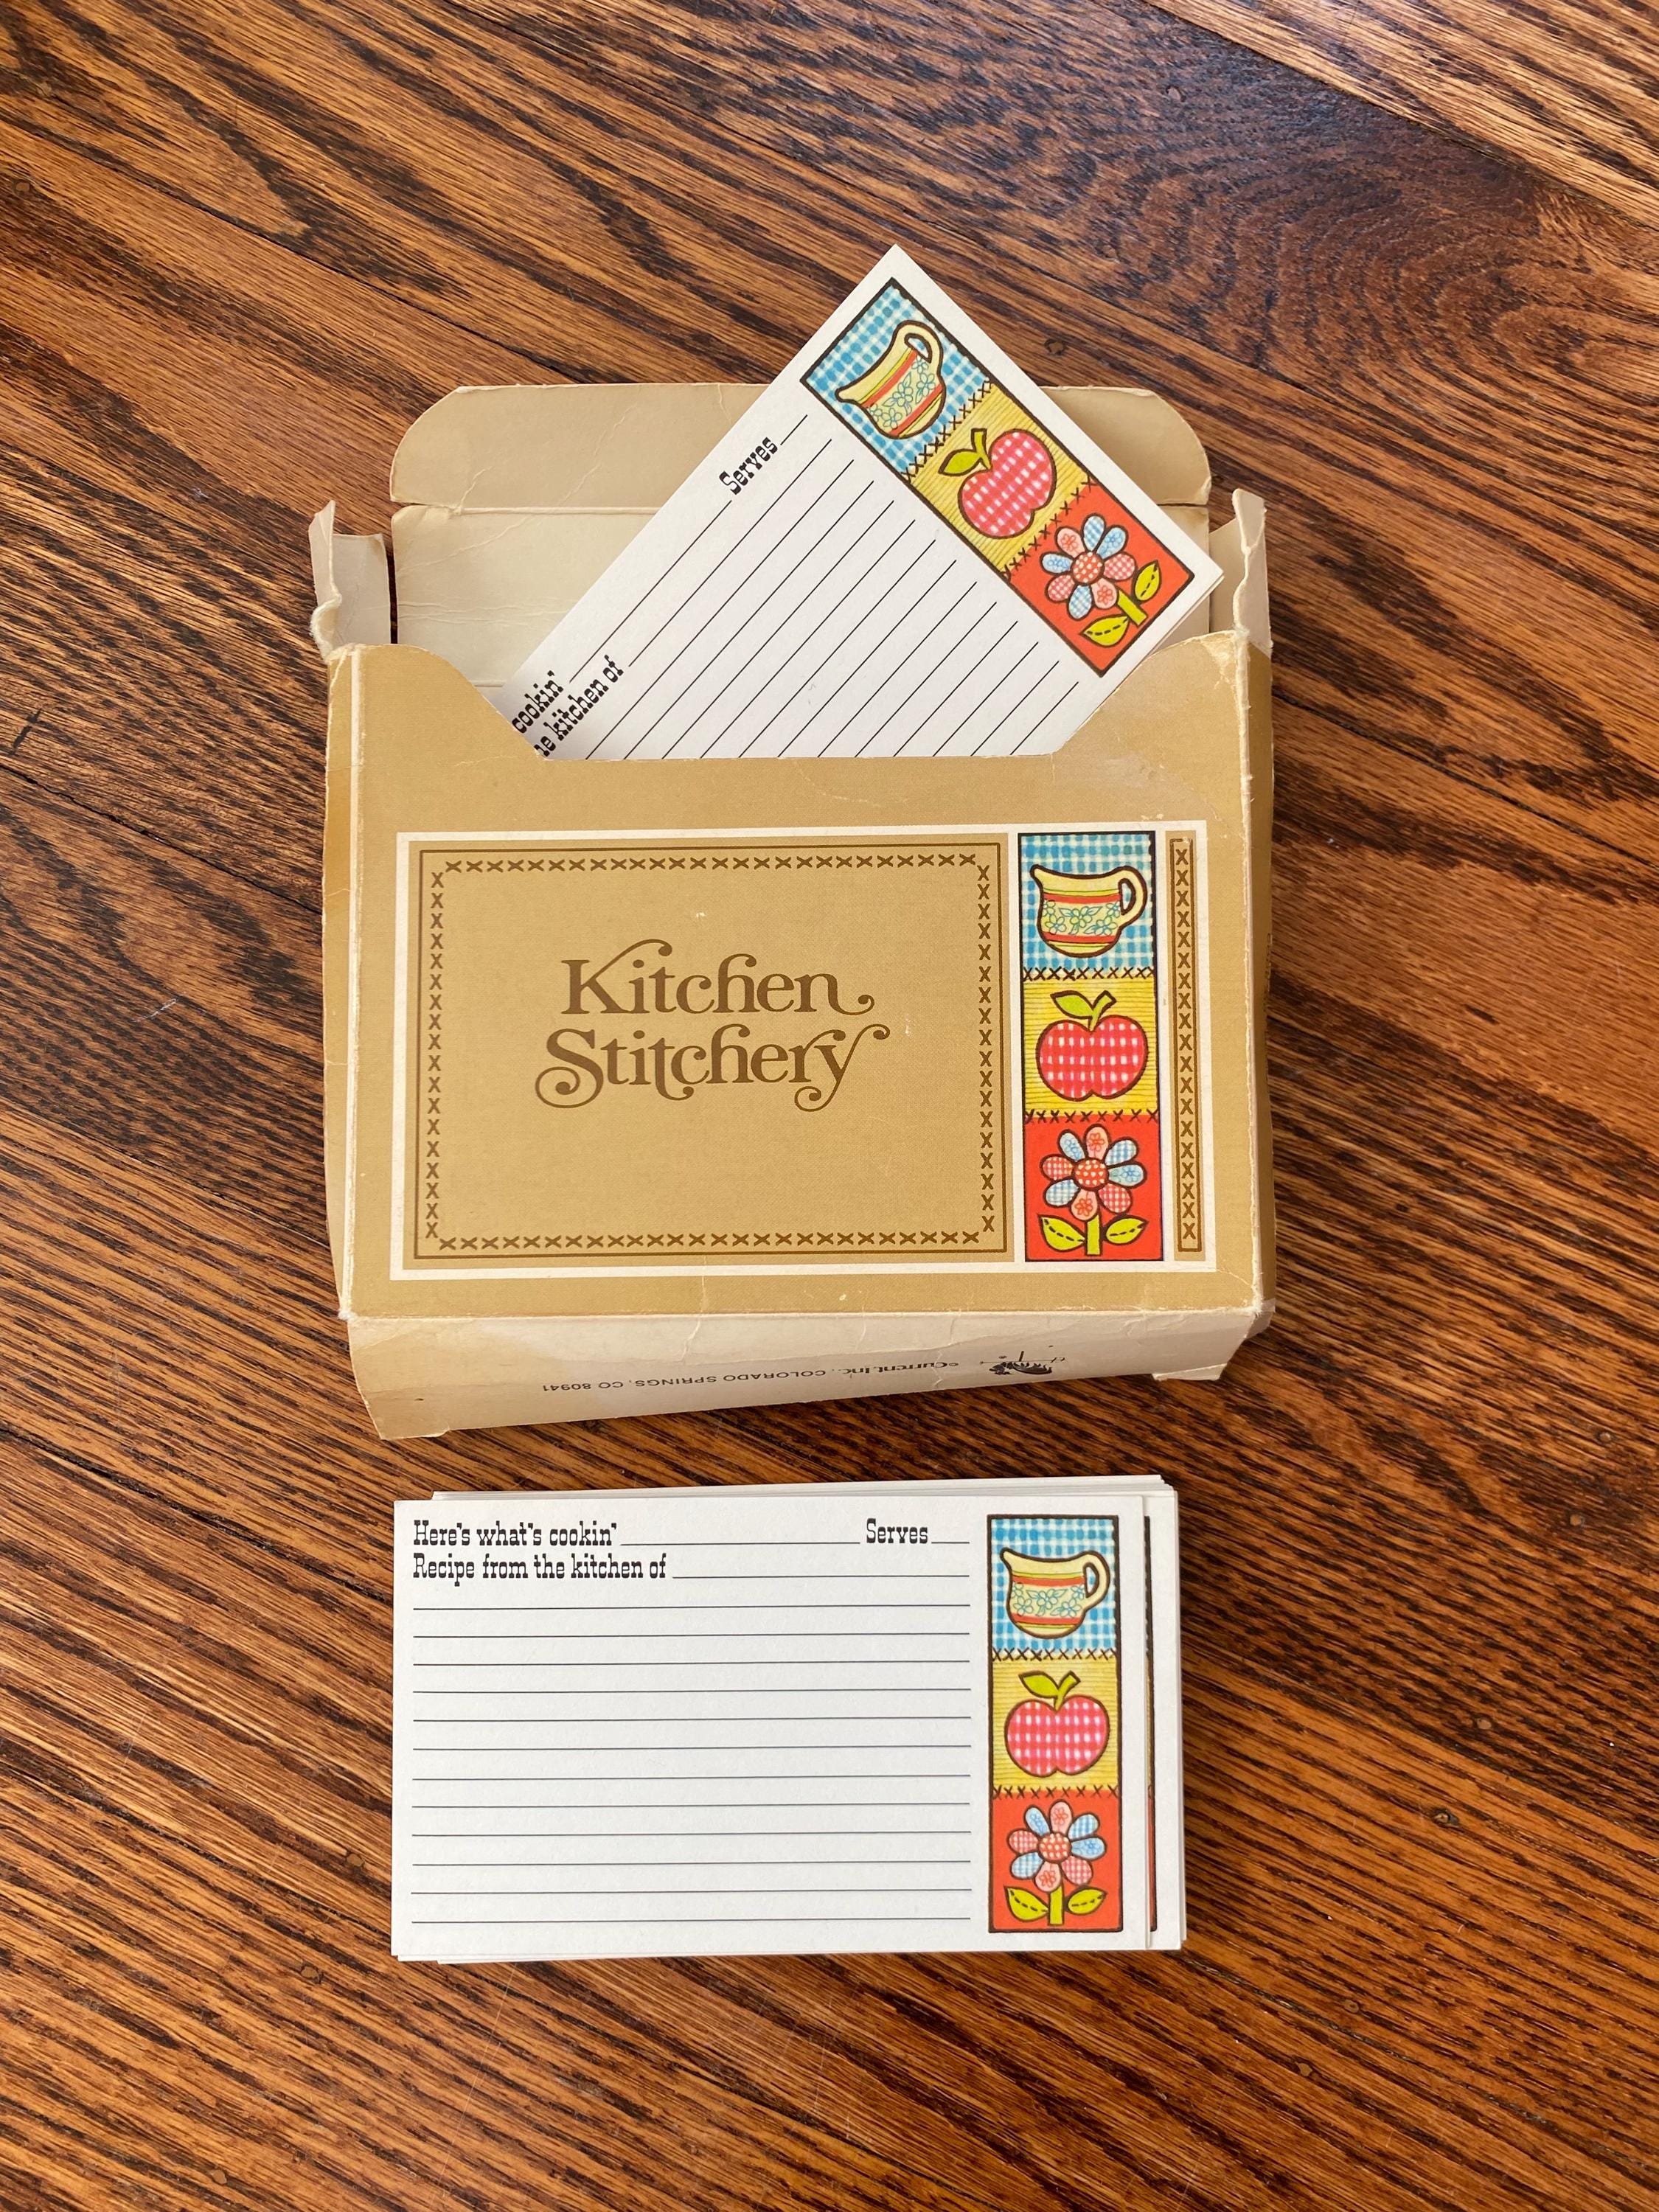 Serves
cookin'
he kitchen of
Kitchen
Stitchery
©Current, Inc., COLORADO SPRINGS, CO 80941
Here's what's cookin' Serves
Recipe from the kitchen of